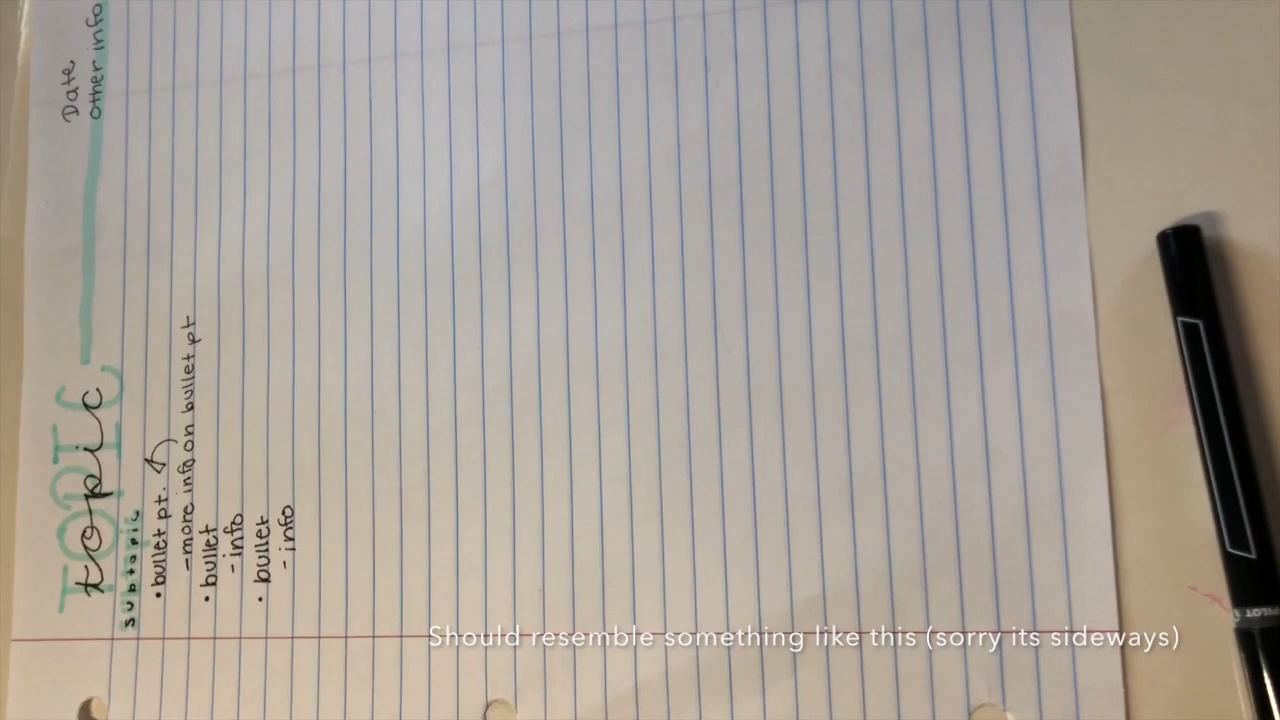 Date
other info
TOPIC
topic
subtopic
• bullet pt.
- more info on bullet pt
• bullet
- info
• bullet
- info
Should resemble something like this (sorry its sideways)
PILOT